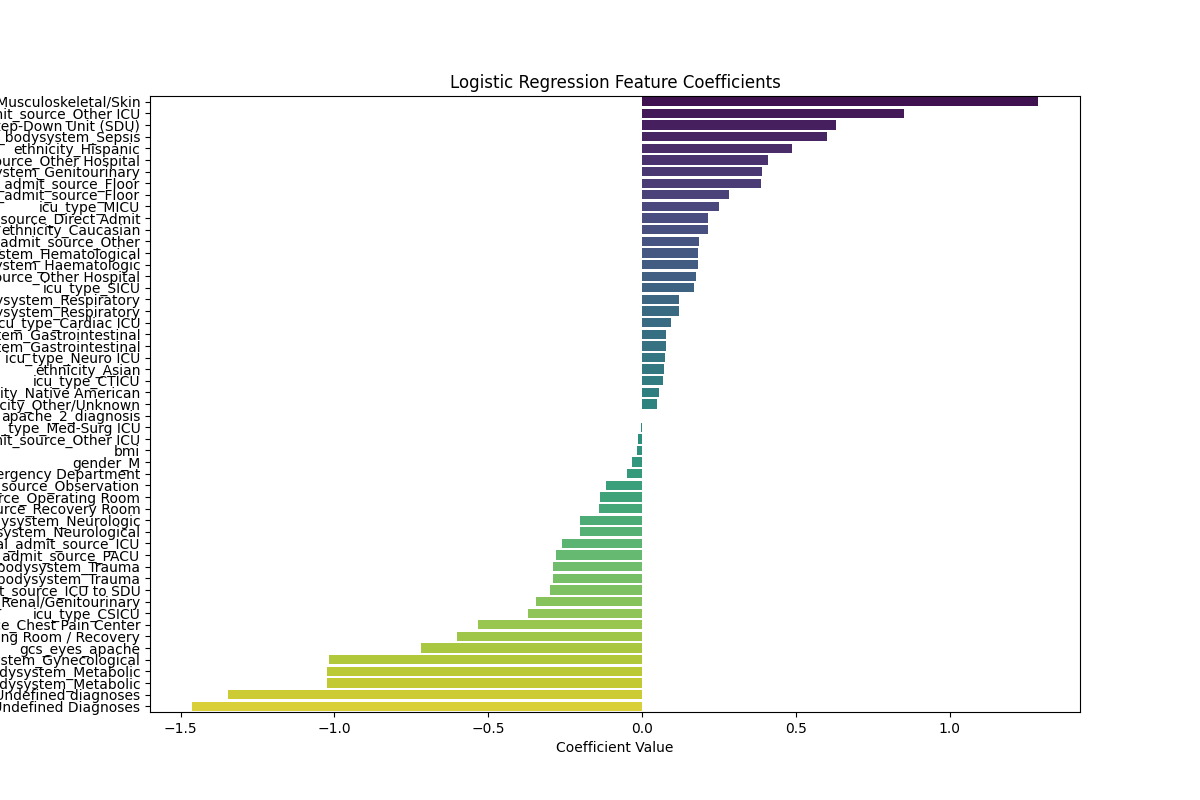 Logistic Regression Feature Coefficients
Musculoskeletal/Skin
mit_source_Other ICU
tep-Down Unit (SDU)
_bodysystem_Sepsis
ethnicity_Hispanic
ource_Other Hospital
ystem_Genitourinary
_admit_source_Floor
_admit_source_Floor
icu_type_MICU
source_Direct Admit
ethnicity_Caucasian
admit_source_Other
stem_Hematological
ystem_Haematologic
ource_Other Hospital
icu_type_SICU
ysystem_Respiratory
ysystem_Respiratory
cu_type_Cardiac ICU
tem_Gastrointestinal
tem_Gastrointestinal
icu_type_Neuro ICU
ethnicity_Asian
icu_type_CTICU
ity_Native American
city_Other/Unknown
apache_2_diagnosis
_type_Med-Surg ICU
mit_source_Other ICU
bmi
gender_M
ergency Department
source_Observation
rce_Operating Room
urce_Recovery Room
ysystem_Neurologic
system_Neurological
al_admit_source_ICU
admit_source_PACU
bodysystem_Trauma
bodysystem_Trauma
t_source_ICU to SDU
Renal/Genitourinary
icu_type_CSICU
e_Chest Pain Center
ng Room / Recovery
gcs_eyes_apache
stem_Gynecological
dysystem_Metabolic
dysystem_Metabolic
Undefined diagnoses
Undefined Diagnoses
−1.5 −1.0 −0.5 0.0 0.5 1.0
Coefficient Value